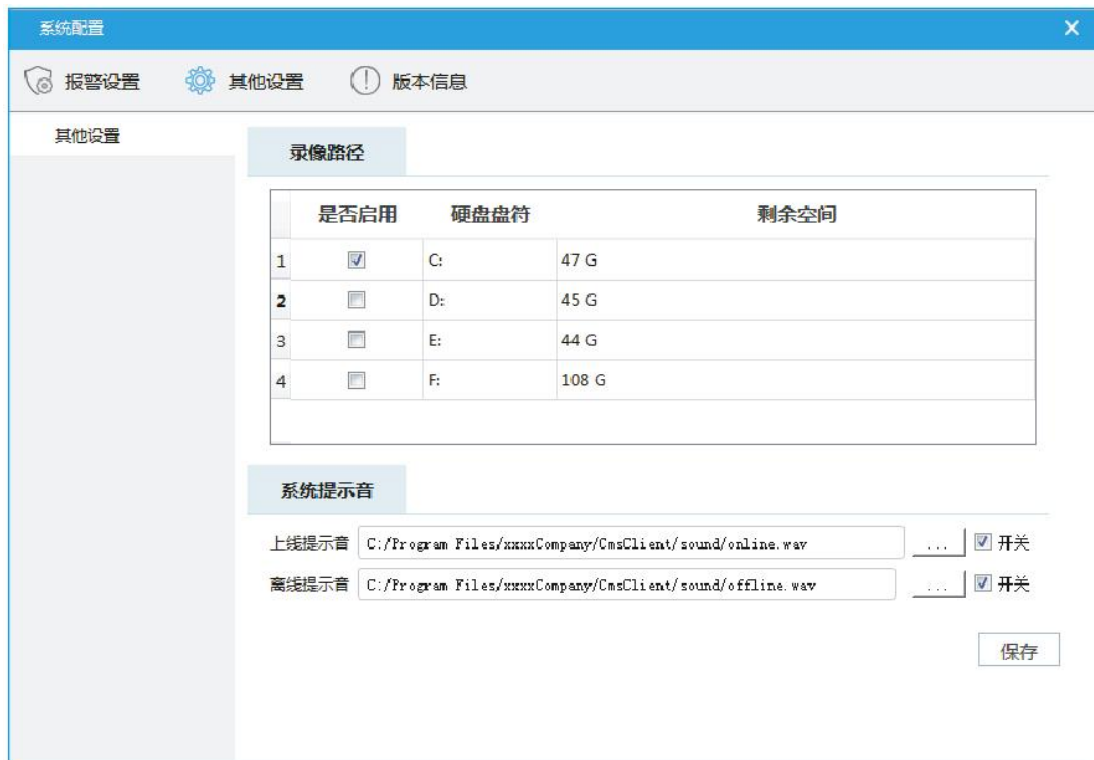 系统配置
报警设置 其他设置 版本信息
其他设置
录像路径
是否启用 硬盘盘符 剩余空间
1 C: 47 G
2 D: 45 G
3 E: 44 G
4 F: 108 G
系统提示音
上线提示音 C:/Program Files/xxxxCompany/CmsClient/sound/online.wav ... 开关
离线提示音 C:/Program Files/xxxxCompany/CmsClient/sound/offline.wav ... 开关
保存